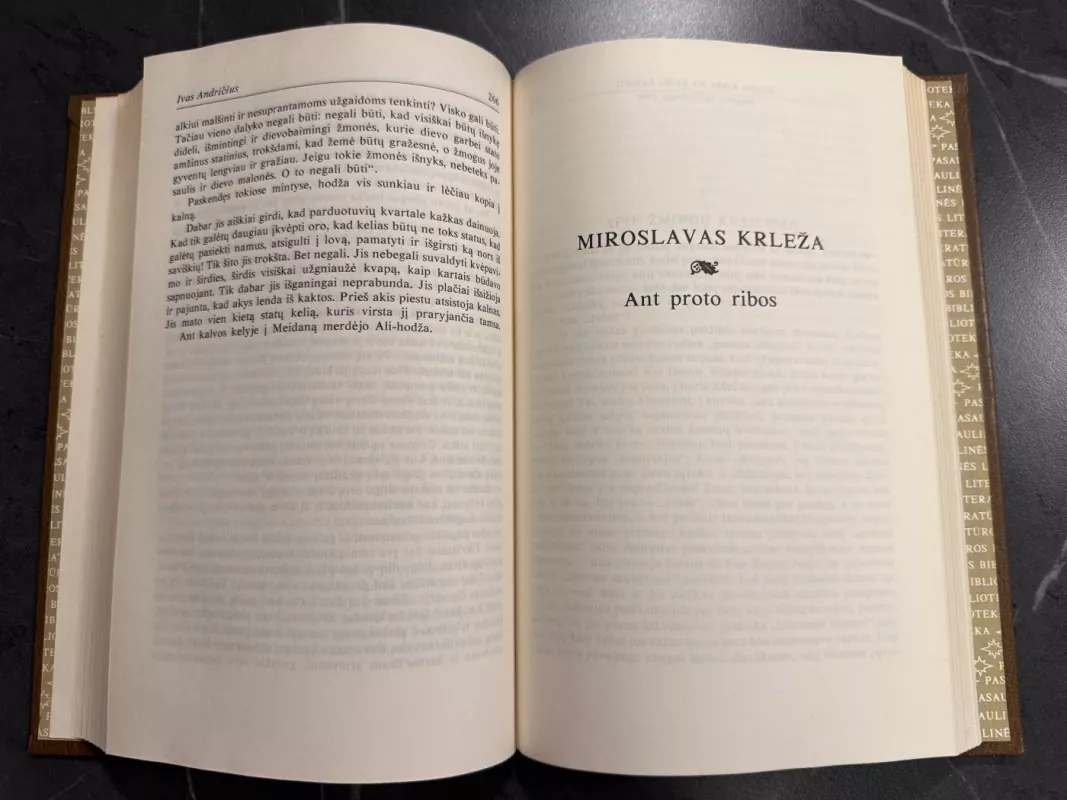 Ivas Andričius
266
alkiui malšinti ir nesuprantamoms užgaidoms tenkinti? Visko gali būti.
Tačiau vieno dalyko negali būti: negali būti, kad visiškai būtų išnykę
dideli, išmintingi ir dievobaimingi žmonės, kurie dievo garbei stato
amžinus statinius, trokšdami, kad žemė būtų gražesnė, o žmogus joje
gyventų lengviau ir gražiau. Jeigu tokie žmonės išnyks, nebeteks pa-
saulis ir dievo malonės. O to negali būti“.
Paskendęs tokiose mintyse, hodža vis sunkiau ir lėčiau kopia į
kalną.
Dabar jis aiškiai girdi, kad parduotuvių kvartale kažkas dainuoja.
Kad tik galėtų daugiau įkvėpti oro, kad kelias būtų ne toks status, kad
galėtų pasiekti namus, atsigulti į lovą, pamatyti ir išgirsti ką nors iš
saviškių! Tik šito jis trokšta. Bet negali. Jis nebegali suvaldyti kvėpavi-
mo ir širdies, širdis visiškai užgniaužė kvapą, kaip kartais būdavo
sapnuojant. Tik dabar jis išganingai neprabunda. Jis plačiai išsižioja
ir pajunta, kad akys lenda iš kaktos. Prieš akis piestu atsistoja kalnas.
Jis mato vien kietą statų kelią, kuris virsta jį praryjančia tamsa.
Ant kalvos kelyje į Meidaną merdėjo Ali-hodža.
MIROSLAVAS KRLEŽA
Ant proto ribos